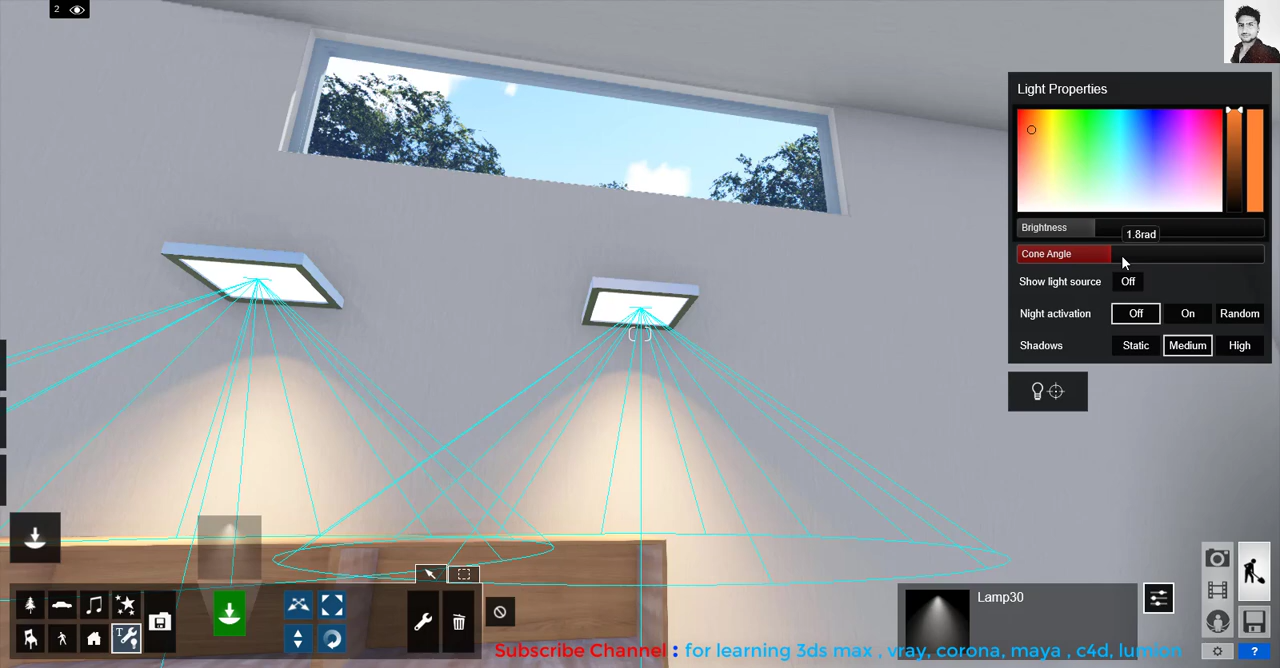 2
Light Properties
Brightness
1.8rad
Cone Angle
Show light source Off
Night activation Off On Random
Shadows Static Medium High
Lamp30
T
?
Subscribe Channel : for learning 3ds max , vray, corona, maya , c4d, lumion